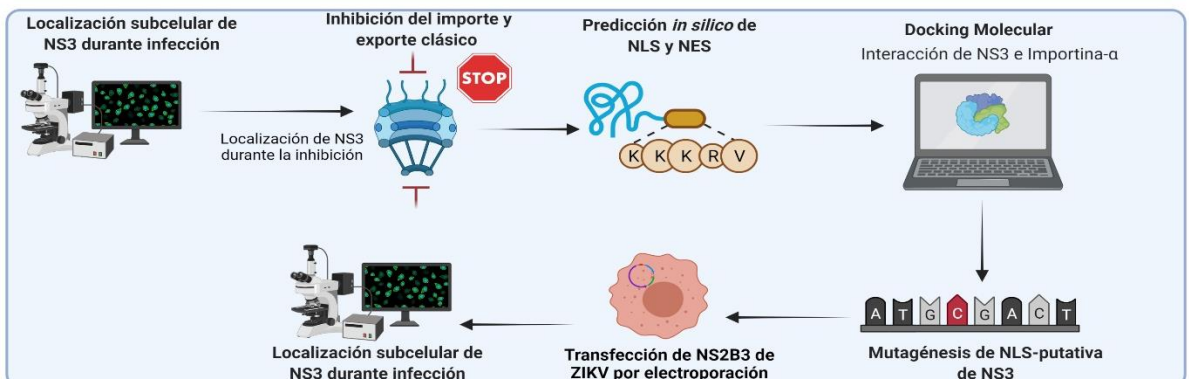 Localización subcelular de
NS3 durante infección
Inhibición del importe y
exporte clásico
STOP
Localización de NS3
durante la inhibición
Predicción in silico de
NLS y NES
K K K R V
Docking Molecular
Interacción de NS3 e Importina-α
A T G C G A C T
Mutagénesis de NLS-putativa
de NS3
Transfección de NS2B3 de
ZIKV por electroporación
Localización subcelular de
NS3 durante infección